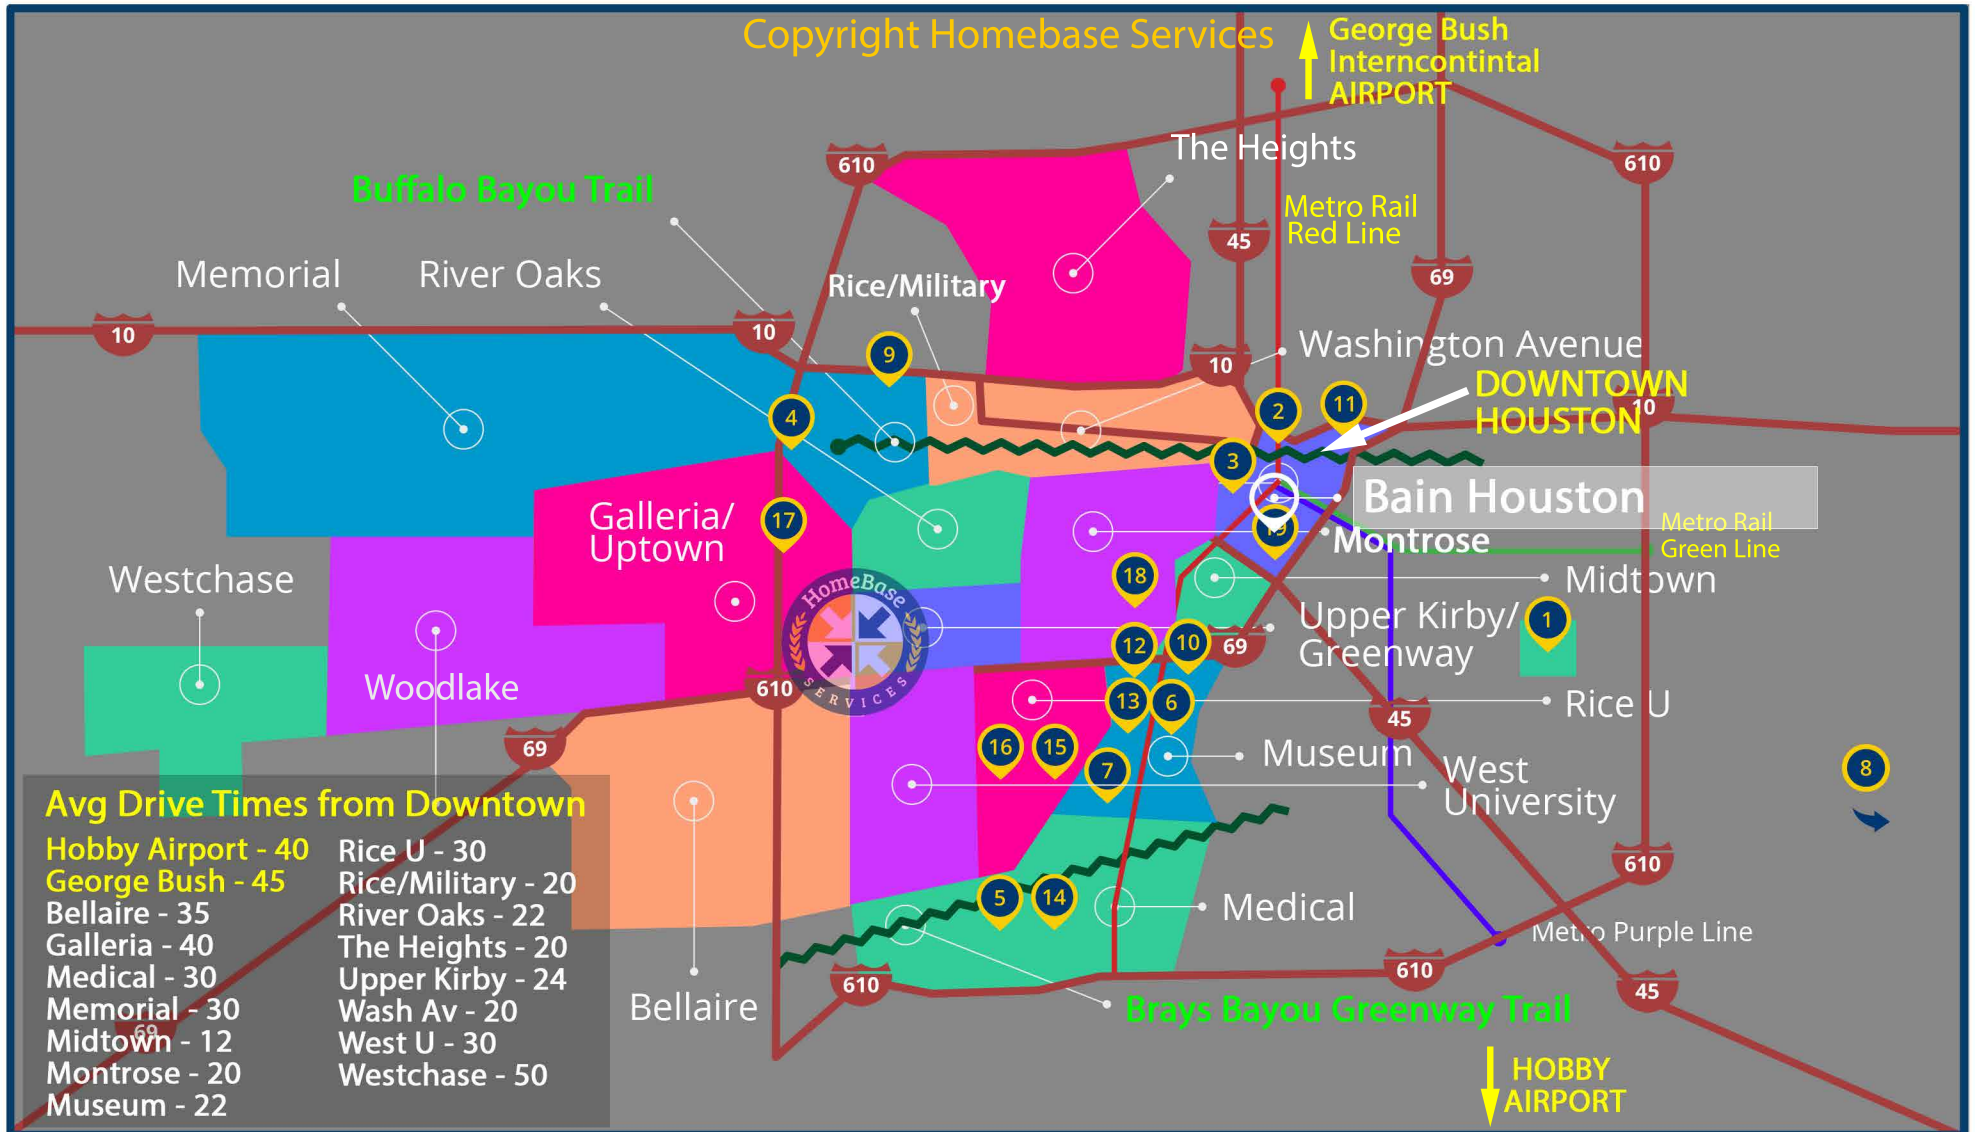 Copyright Homebase Services
George Bush
Interncontintal
AIRPORT
The Heights
610
610
Buffalo Bayou Trail
Metro Rail
Red Line
45
69
Memorial
River Oaks
Rice/Military
10
10
Washington Avenue
10
9
DOWNTOWN
HOUSTON
10
4
2
11
3
Bain Houston
17
Galleria/
Uptown
19
Montrose
Metro Rail
Green Line
Westchase
18
Midtown
HomeBase
SERVICES
Upper Kirby/
Greenway
1
12
10
69
Woodlake
610
13
6
Rice U
45
69
16
15
7
Museum
West
University
8
Avg Drive Times from Downtown
Hobby Airport - 40
George Bush - 45
Bellaire - 35
Galleria - 40
Medical - 30
Memorial - 30
Midtown - 12
Montrose - 20
Museum - 22
Rice U - 30
Rice/Military - 20
River Oaks - 22
The Heights - 20
Upper Kirby - 24
Wash Av - 20
West U - 30
Westchase - 50
69
610
5
14
Medical
Metro Purple Line
610
610
45
Bellaire
Brays Bayou Greenway Trail
HOBBY
AIRPORT